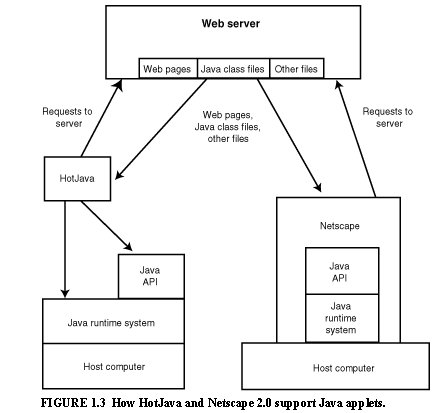 Web server
Web pages
Java class files
Other files
Requests to
server
Web pages,
Java class files,
other files
Requests to
server
HotJava
Netscape
Java
API
Java
API
Java runtime system
Java
runtime
system
Host computer
Host computer
FIGURE 1.3 How HotJava and Netscape 2.0 support Java applets.